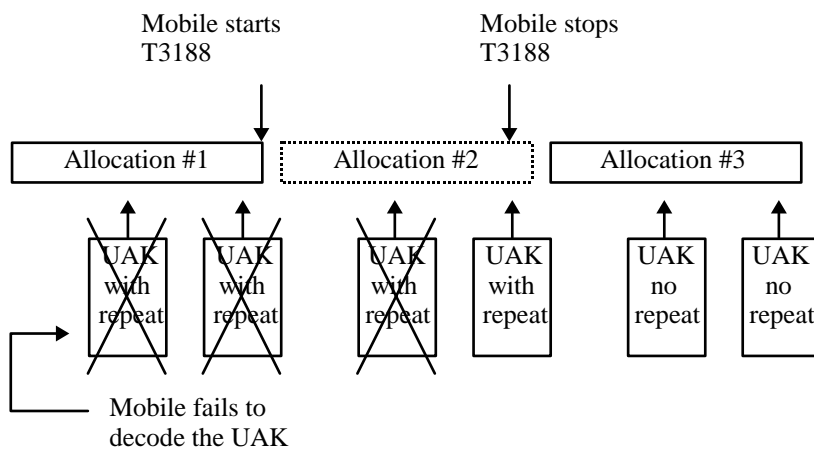 Mobile starts
T3188
Mobile stops
T3188
Allocation #1
Allocation #2
Allocation #3
UAK
with
repeat
UAK
with
repeat
UAK
with
repeat
UAK
with
repeat
UAK
no
repeat
UAK
no
repeat
Mobile fails to
decode the UAK